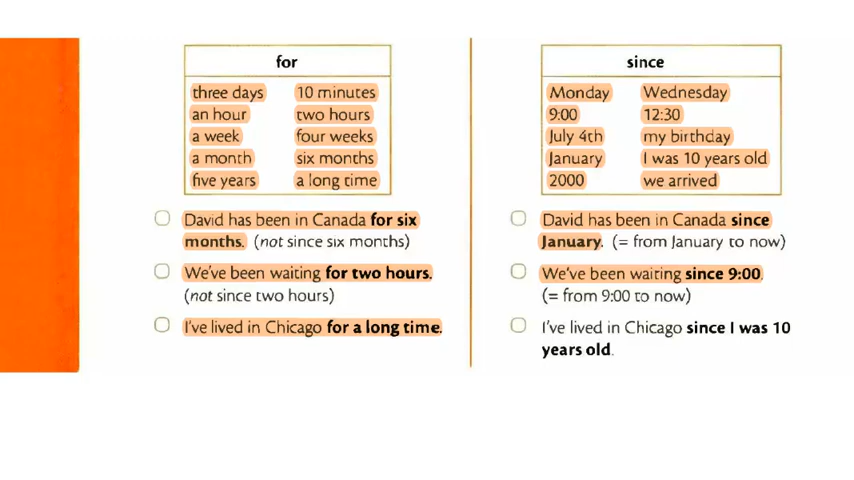 for
three days 10 minutes
an hour two hours
a week four weeks
a month six months
five years a long time
David has been in Canada for six
months. (not since six months)
We've been waiting for two hours.
(not since two hours)
I've lived in Chicago for a long time.
since
Monday Wednesday
9:00 12:30
July 4th my birthday
January I was 10 years old
2000 we arrived
David has been in Canada since
January. (= from January to now)
We've been waiting since 9:00.
(= from 9:00 to now)
I've lived in Chicago since I was 10
years old.